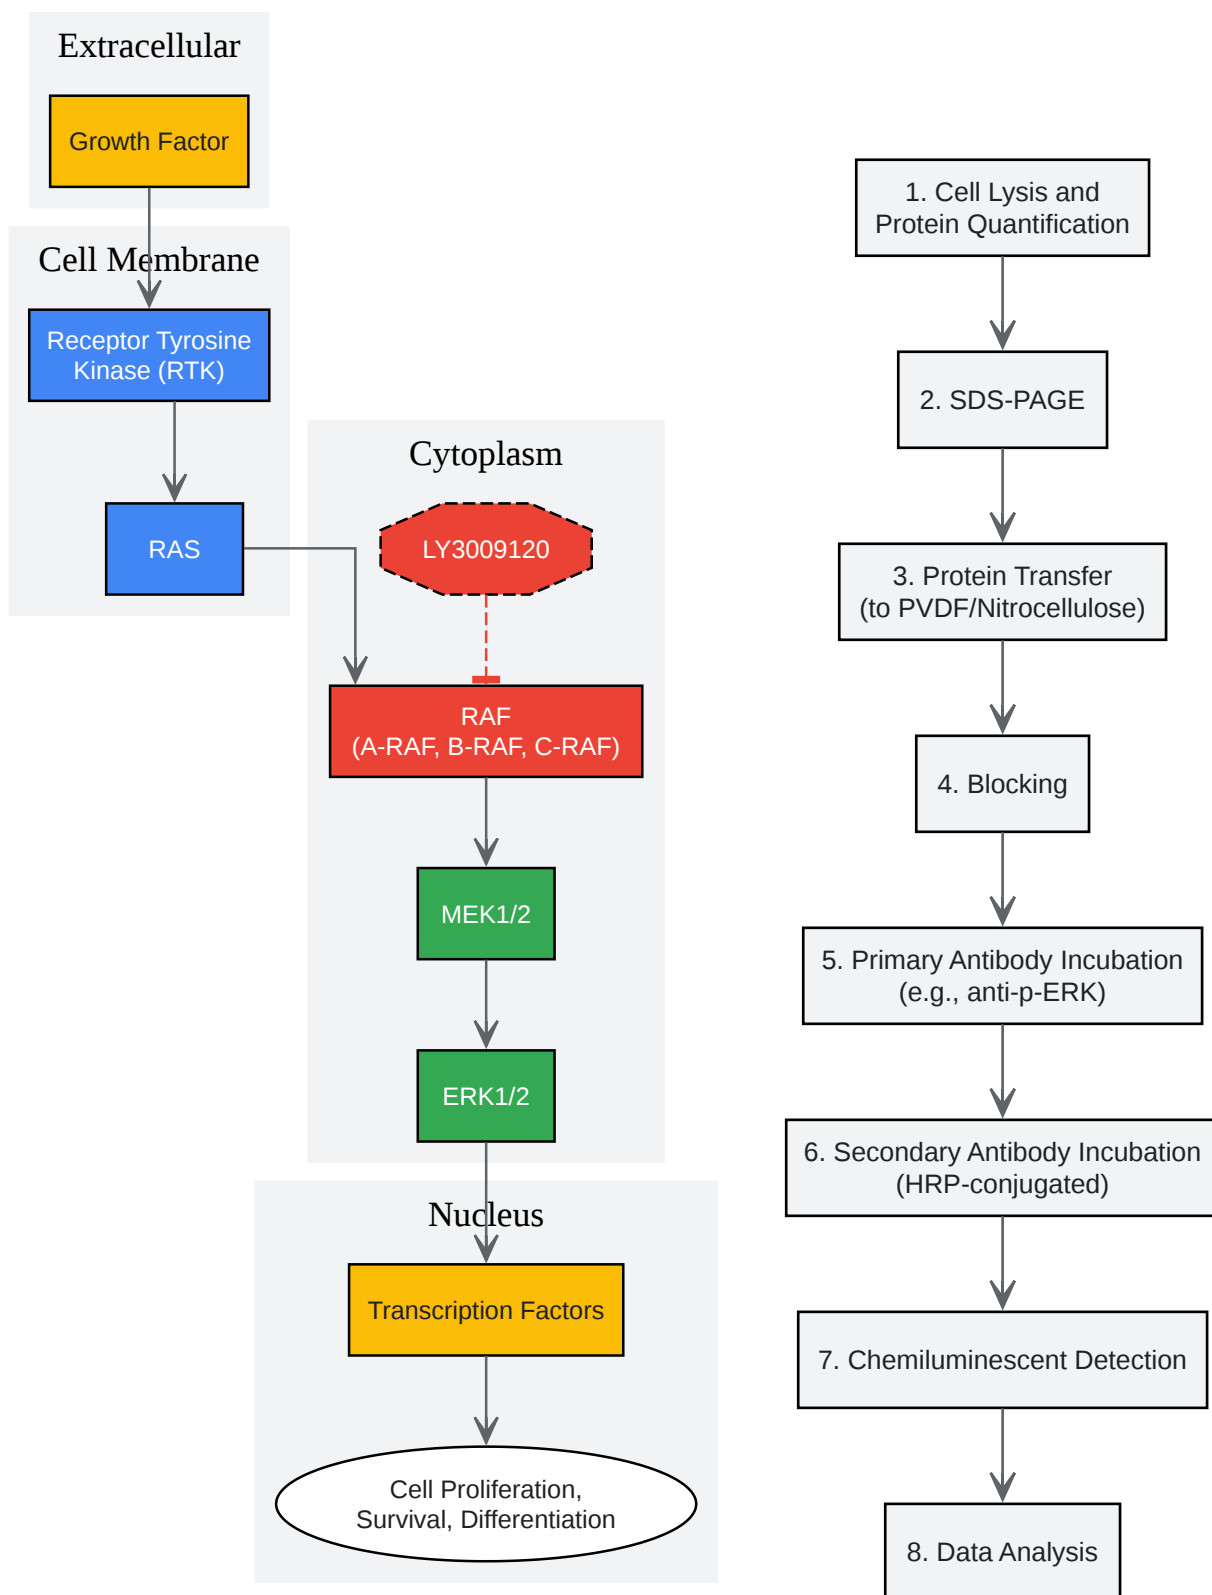 Extracellular
Growth Factor
Cell Membrane
Receptor Tyrosine
Kinase (RTK)
RAS
Cytoplasm
LY3009120
RAF
(A-RAF, B-RAF, C-RAF)
MEK1/2
ERK1/2
Nucleus
Transcription Factors
Cell Proliferation,
Survival, Differentiation
1. Cell Lysis and
Protein Quantification
2. SDS-PAGE
3. Protein Transfer
(to PVDF/Nitrocellulose)
4. Blocking
5. Primary Antibody Incubation
(e.g., anti-p-ERK)
6. Secondary Antibody Incubation
(HRP-conjugated)
7. Chemiluminescent Detection
8. Data Analysis